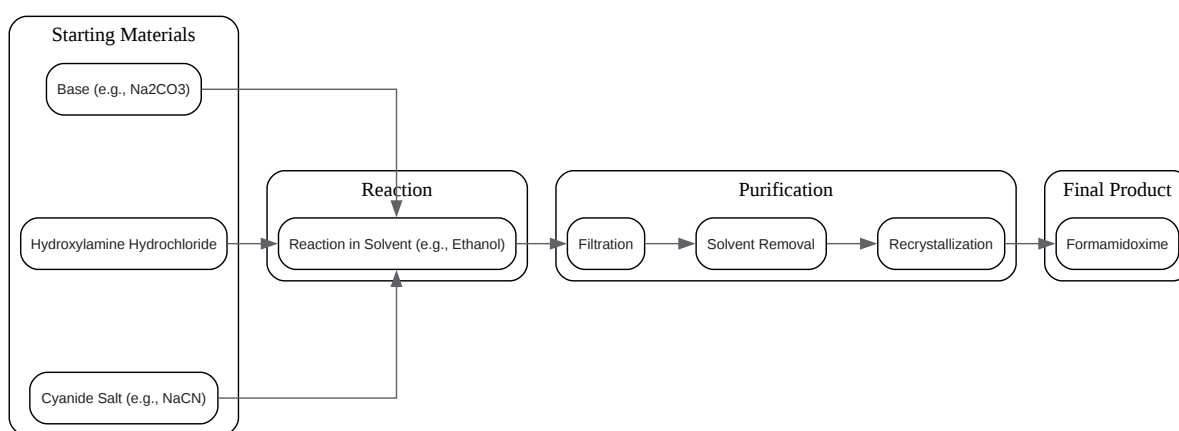 Starting Materials
Base (e.g., Na2CO3)
Hydroxylamine Hydrochloride
Cyanide Salt (e.g., NaCN)
Reaction
Reaction in Solvent (e.g., Ethanol)
Purification
Filtration
Solvent Removal
Recrystallization
Final Product
Formamidoxime